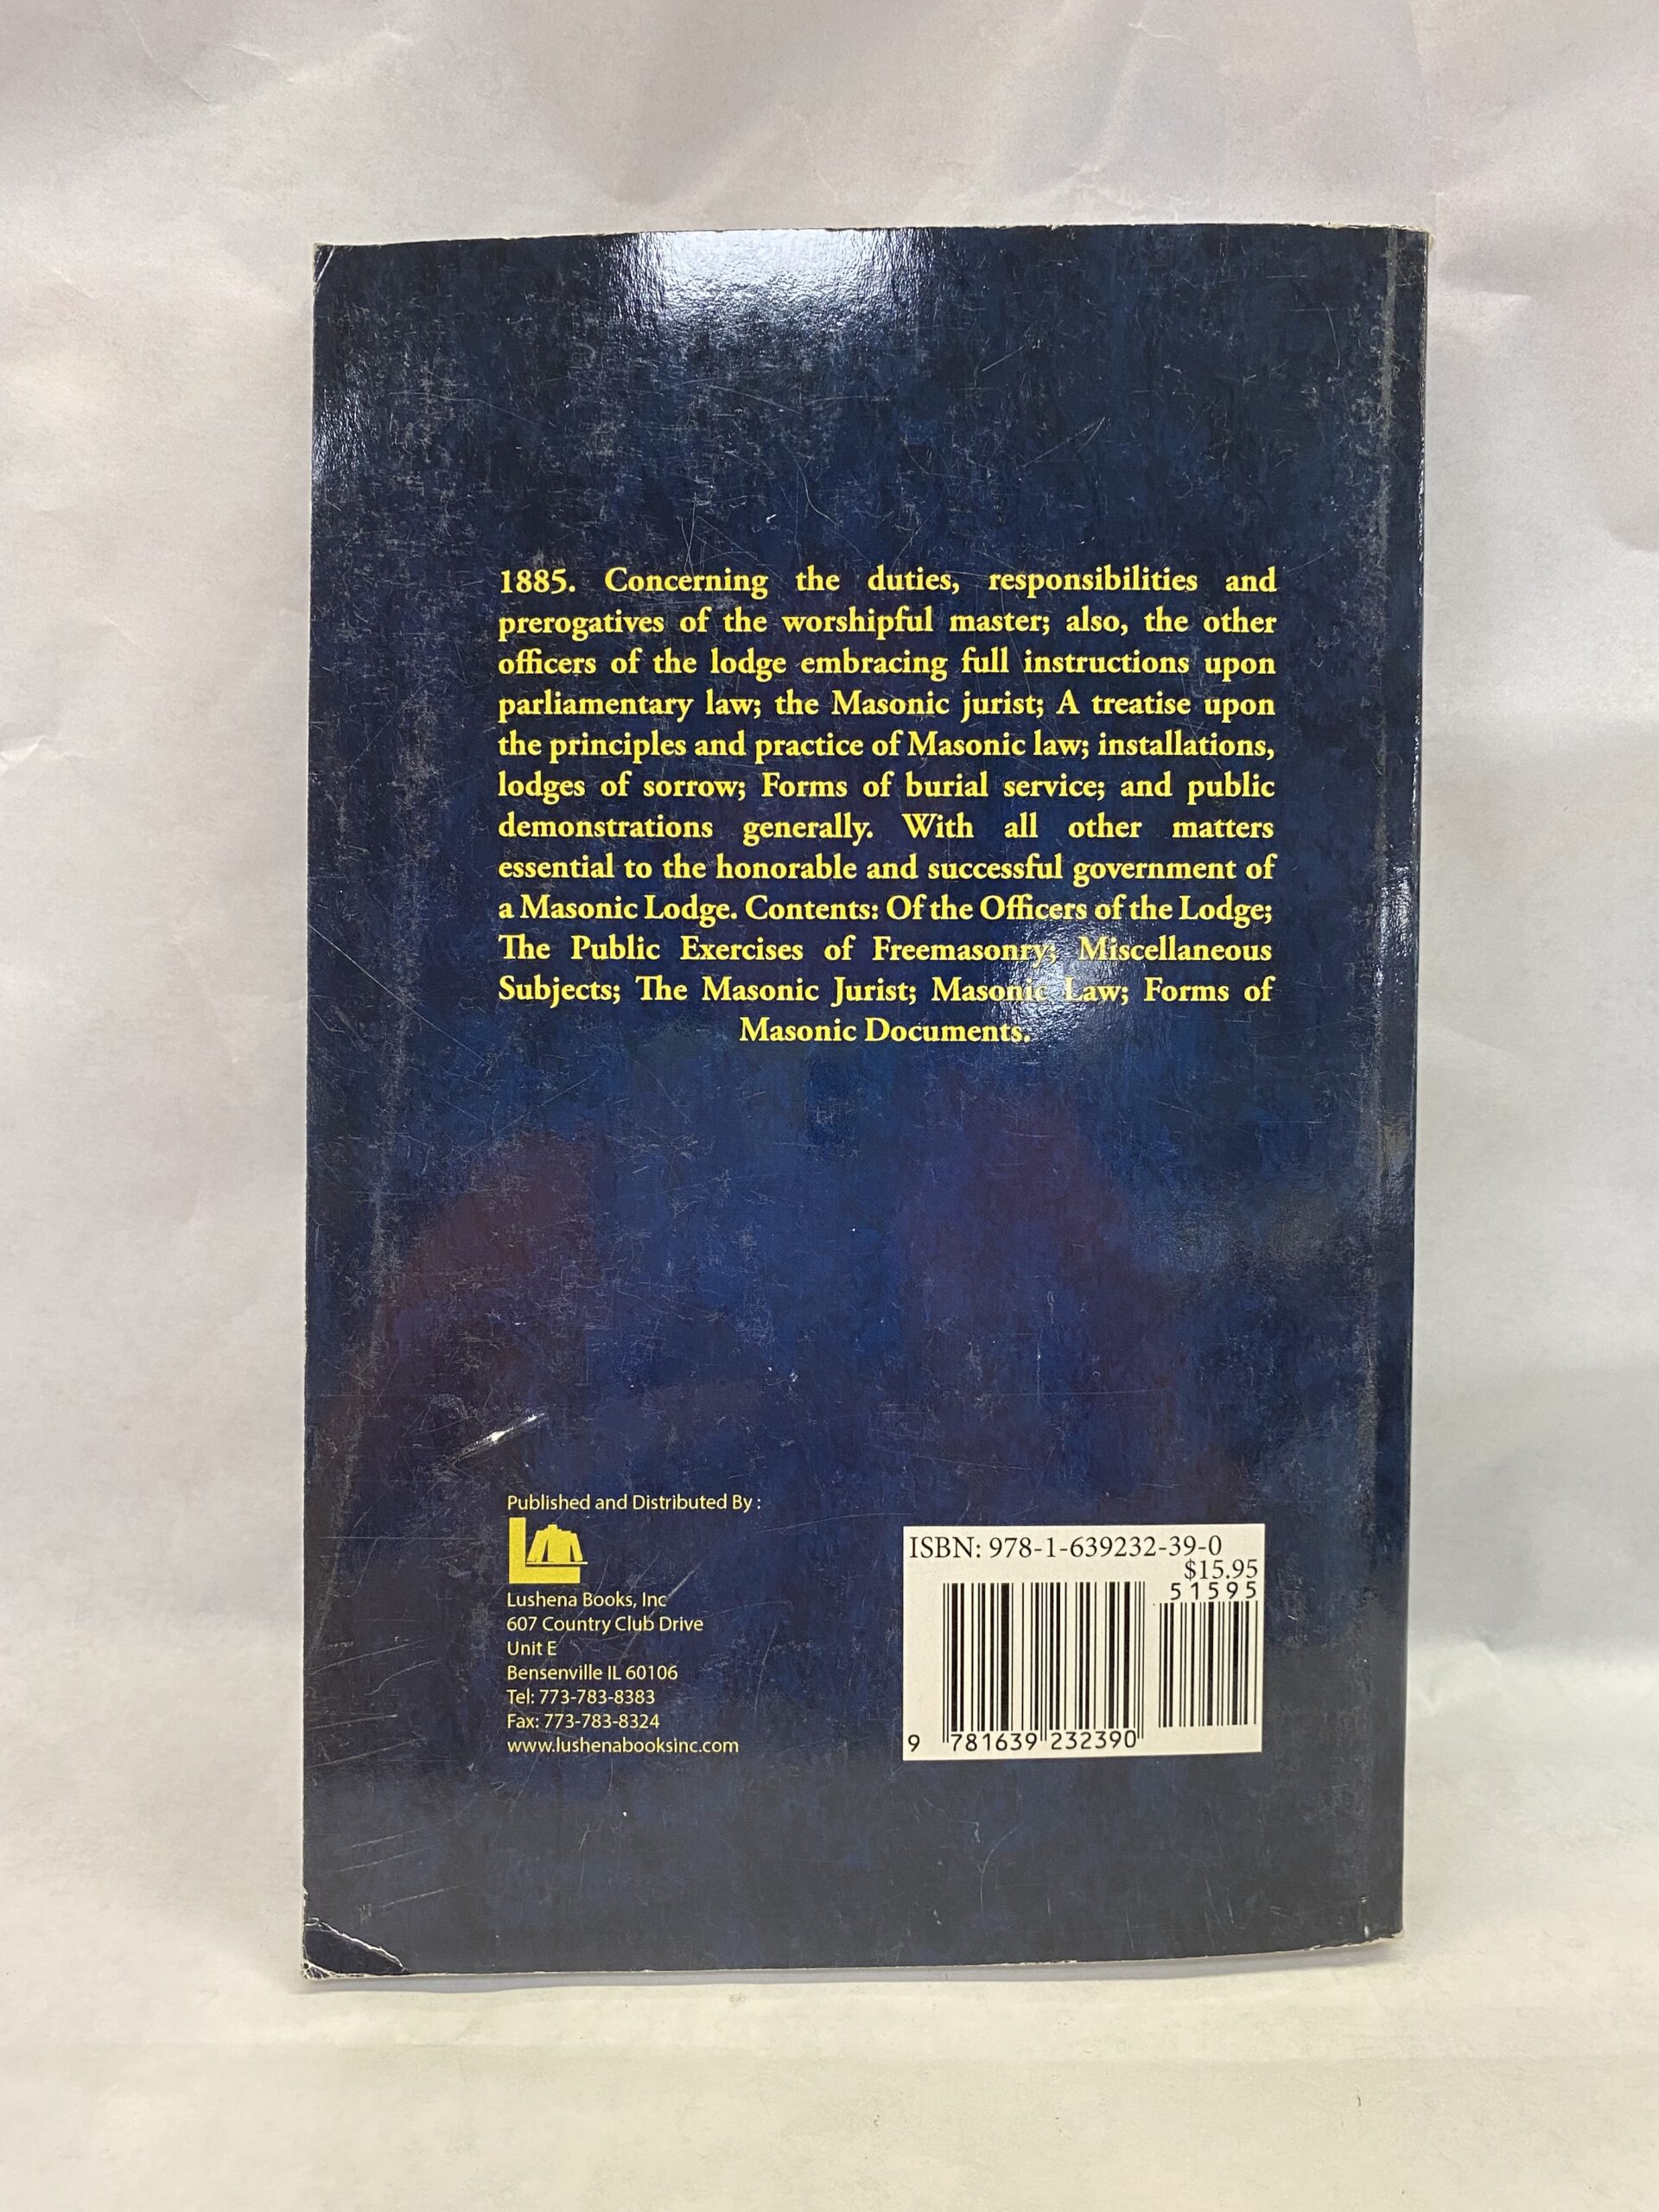 1885. Concerning the duties, responsibilities and
prerogatives of the worshipful master; also, the other
officers of the lodge embracing full instructions upon
parliamentary law; the Masonic jurist; A treatise upon
the principles and practice of Masonic law; installations,
lodges of sorrow; Forms of burial service; and public
demonstrations generally. With all other matters
essential to the honorable and successful government of
a Masonic Lodge. Contents: Of the Officers of the Lodge;
The Public Exercises of Freemasonry; Miscellaneous
Subjects; The Masonic Jurist; Masonic Law; Forms of
Masonic Documents.
Published and Distributed By :
Lushena Books, Inc
607 Country Club Drive
Unit E
Bensenville IL 60106
Tel: 773-783-8383
Fax: 773-783-8324
www.lushenabooksinc.com
ISBN: 978-1-639232-39-0
$15.95
51595
9 781639 232390